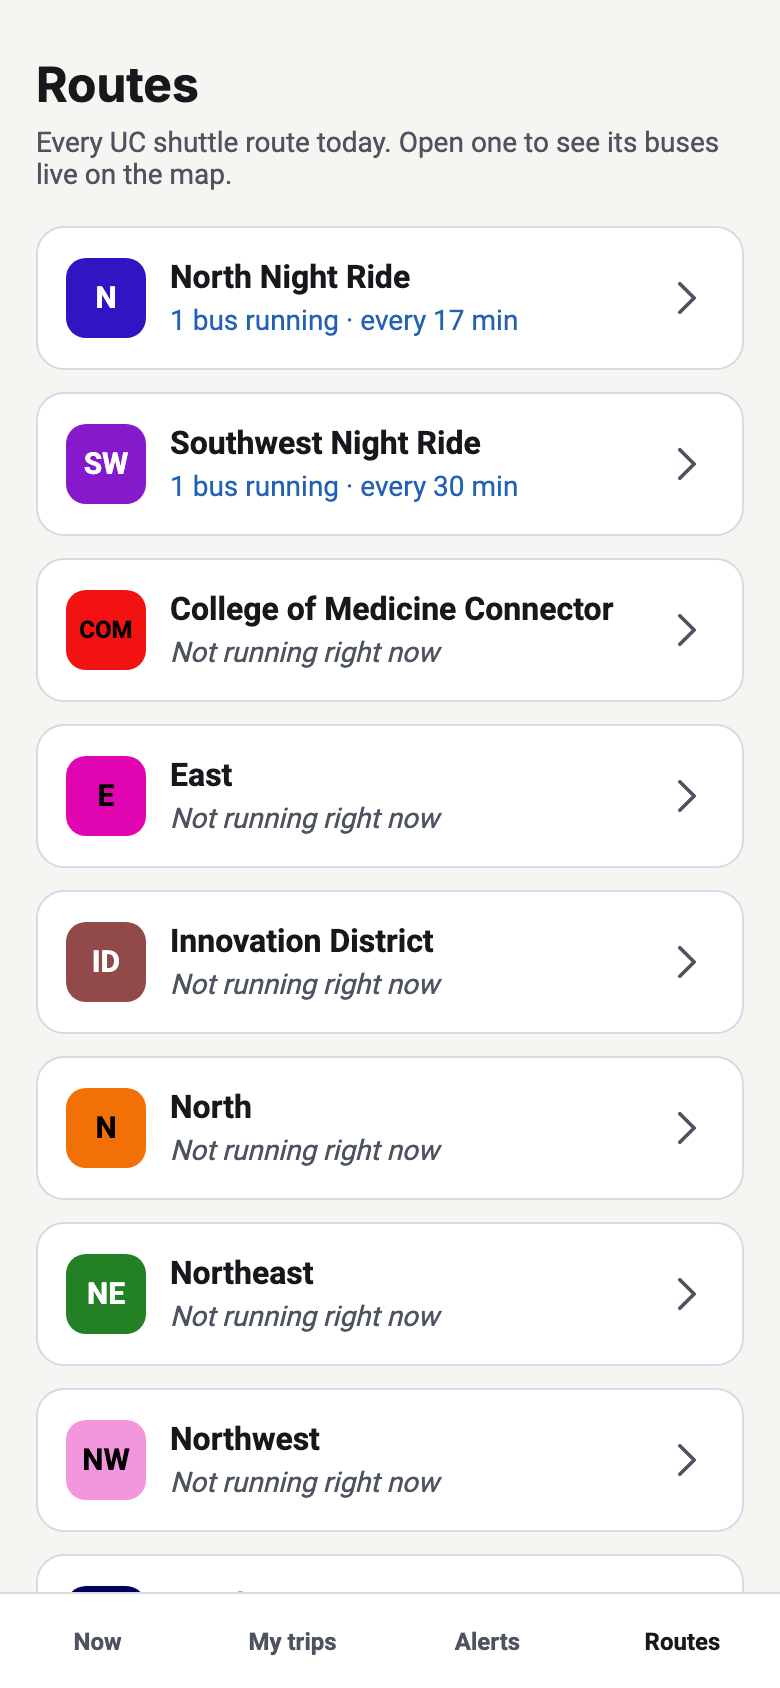 Routes
Every UC shuttle route today. Open one to see its buses
live on the map.
N
North Night Ride
1 bus running · every 17 min
SW
Southwest Night Ride
1 bus running · every 30 min
COM
College of Medicine Connector
Not running right now
E
East
Not running right now
ID
Innovation District
Not running right now
N
North
Not running right now
NE
Northeast
Not running right now
NW
Northwest
Not running right now
Now
My trips
Alerts
Routes